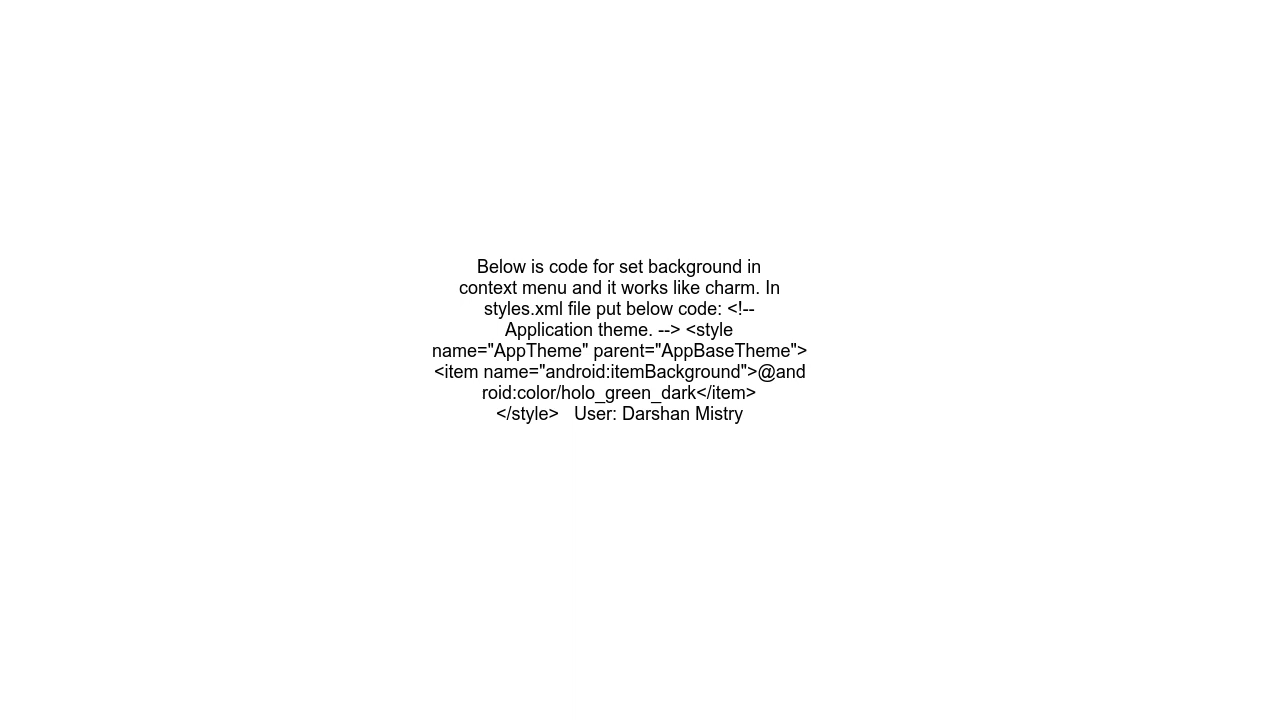 Below is code for set background in
context menu and it works like charm. In
styles.xml file put below code: <!--
Application theme. --> <style
name="AppTheme" parent="AppBaseTheme">
<item name="android:itemBackground">@and
roid:color/holo_green_dark</item>
</style>   User: Darshan Mistry